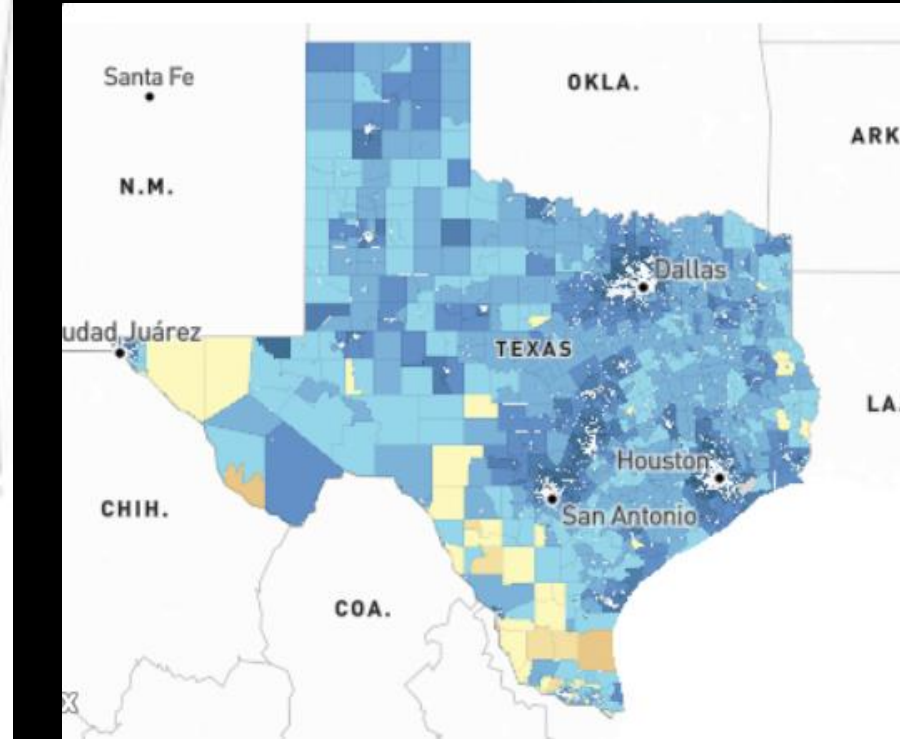 Santa Fe
OKLA.
ARK
N.M.
Dallas
udad Juárez
TEXAS
LA.
Houston
CHIH.
San Antonio
COA.
X